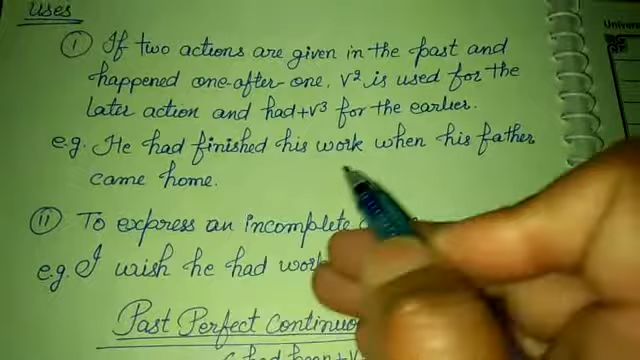 Uses
(i) If two actions are given in the past and
happened one-after-one, V² is used for the
later action and had+V³ for the earlier.
e.g. He had finished his work when his father
came home.
(ii) To express an incomplete
e.g. I wish he had
Past Perfect
Univers